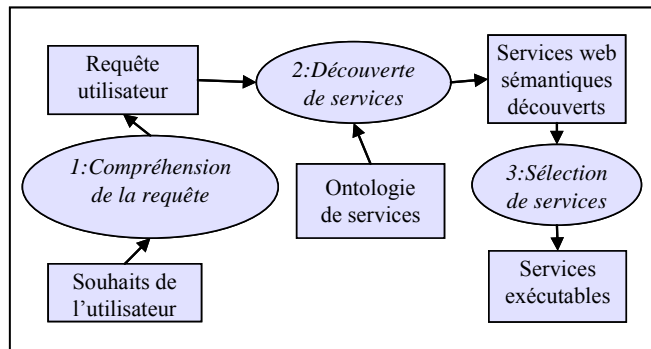 Requête
utilisateur
2:Découverte
de services
Services web
sémantiques
découverts
1:Compréhension
de la requête
Ontologie
de services
3:Sélection
de services
Souhaits de
l’utilisateur
Services
exécutables